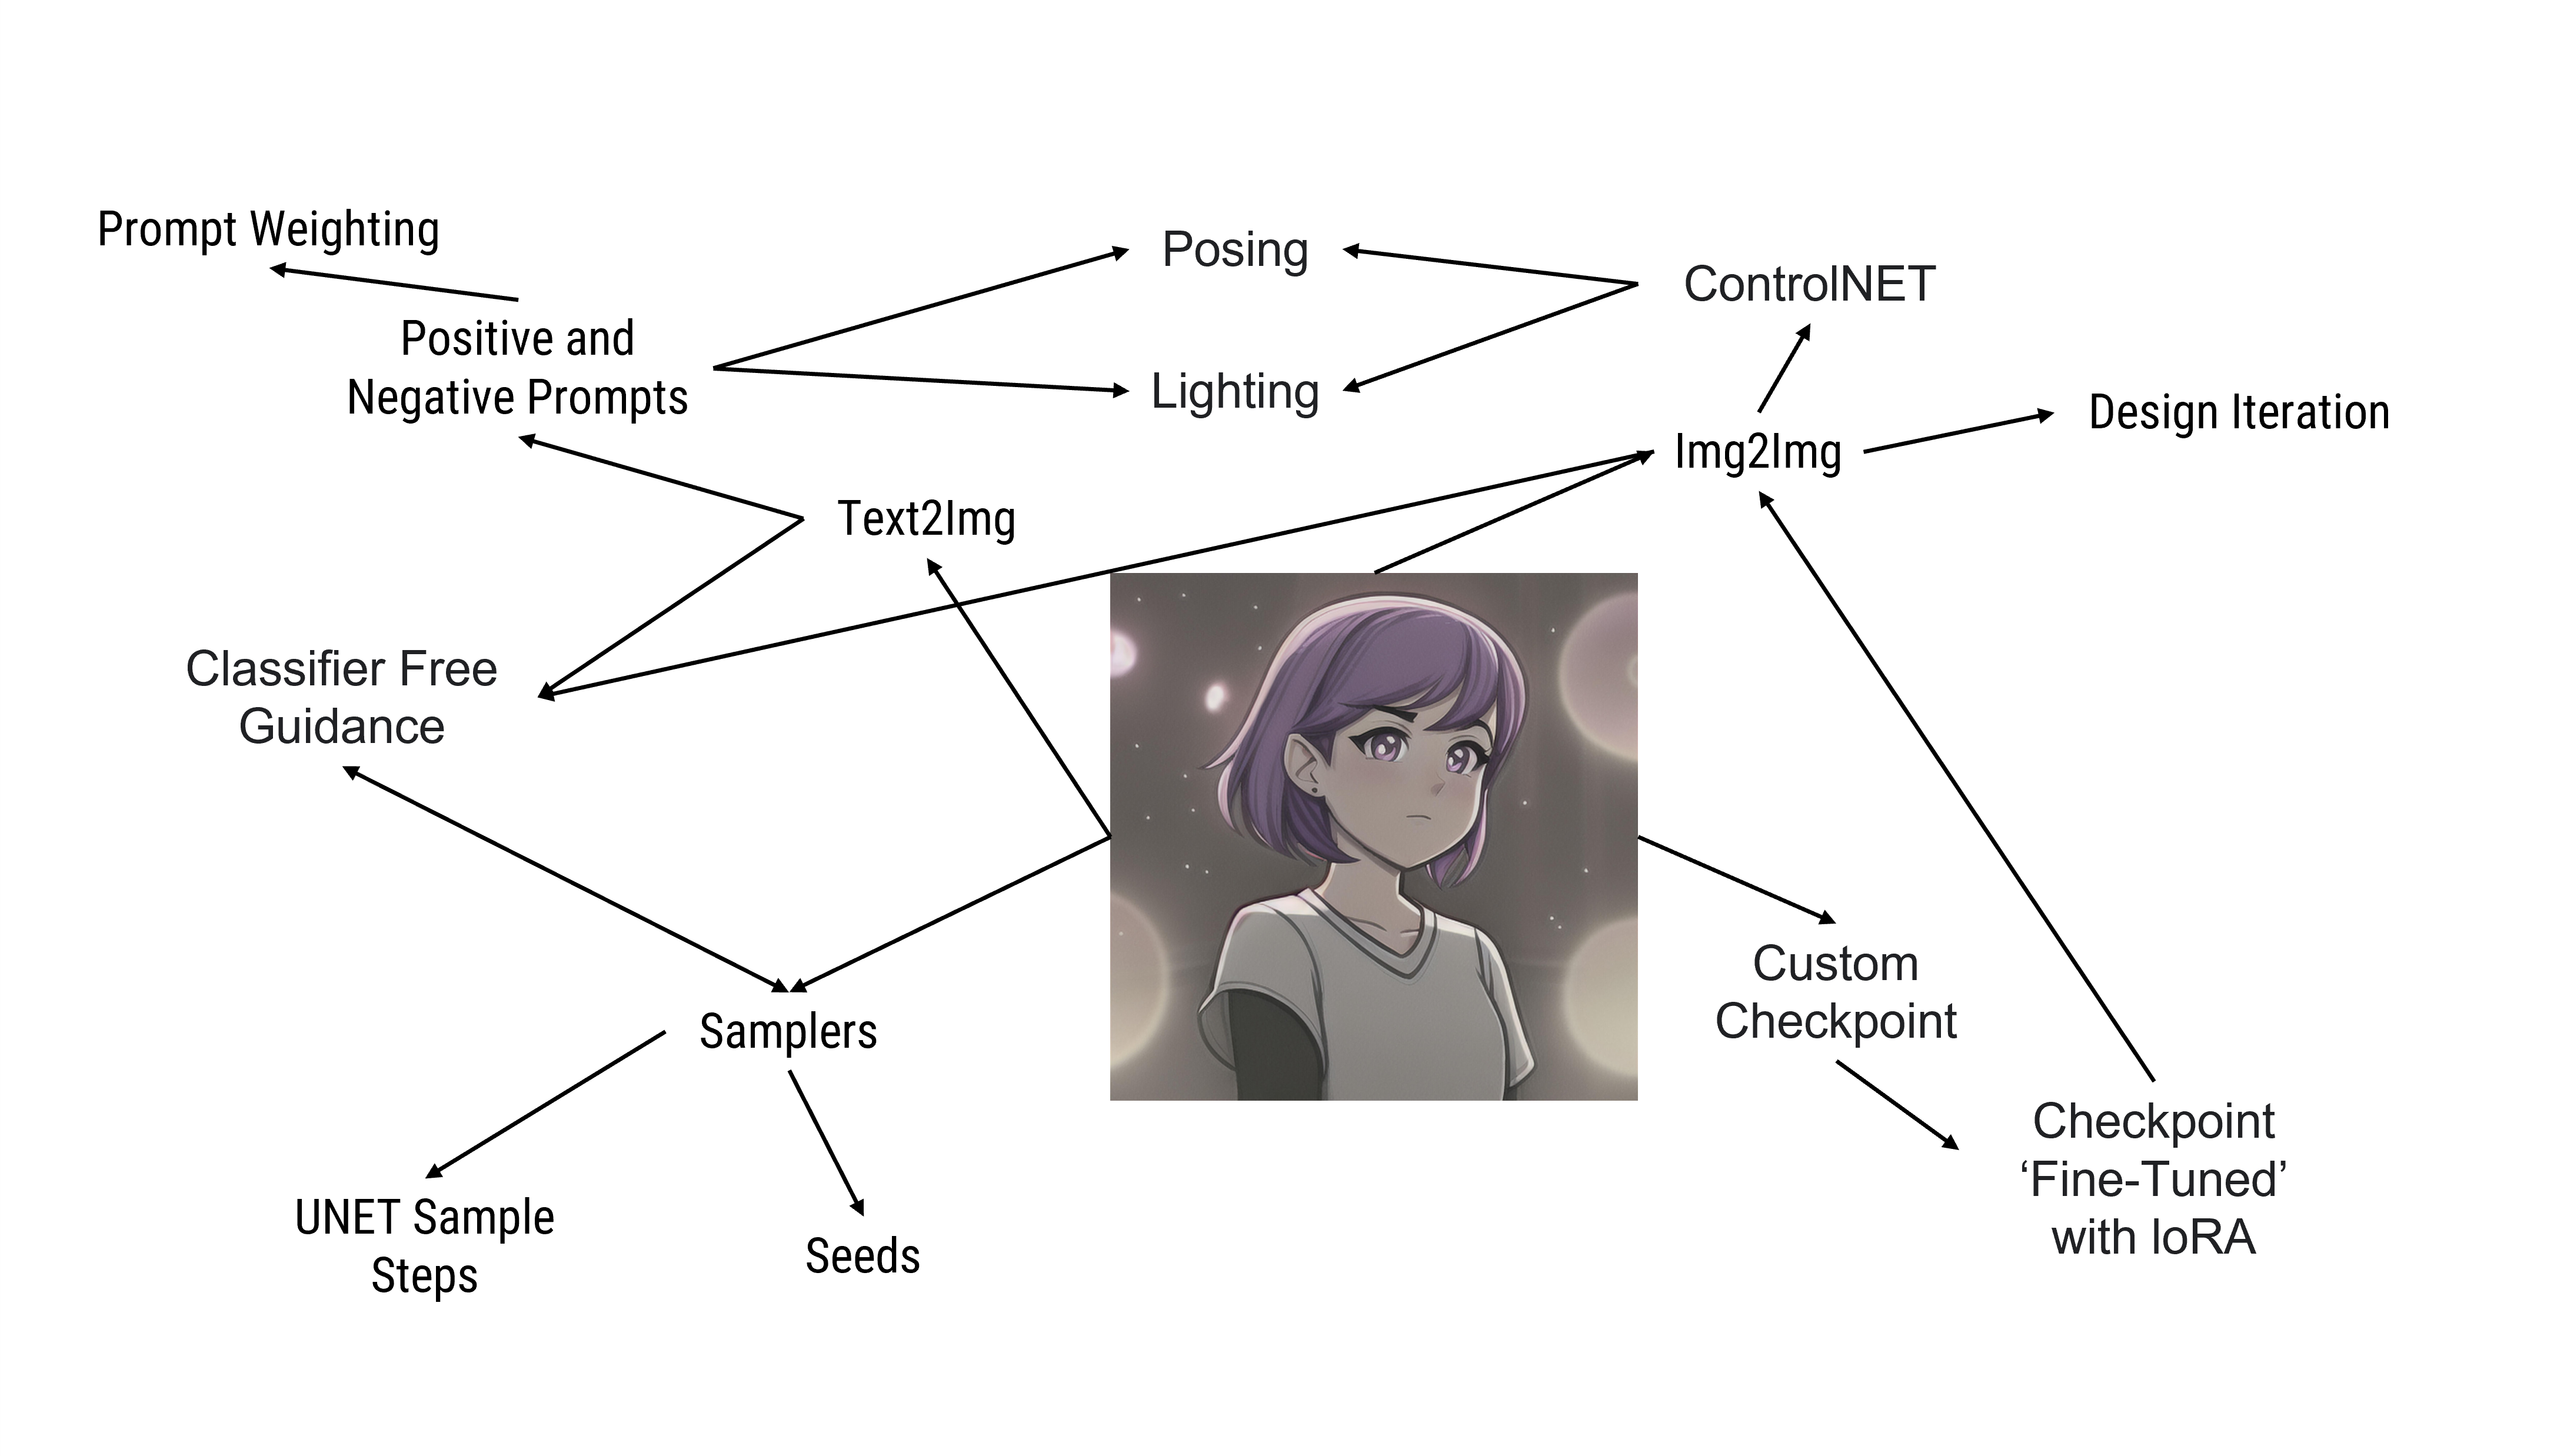 Prompt Weighting
Posing
ControlNET
Positive and
Negative Prompts
Lighting
Design Iteration
Img2Img
Text2Img
Classifier Free
Guidance
Custom
Checkpoint
Samplers
Checkpoint
‘Fine-Tuned’
with loRA
UNET Sample
Steps
Seeds